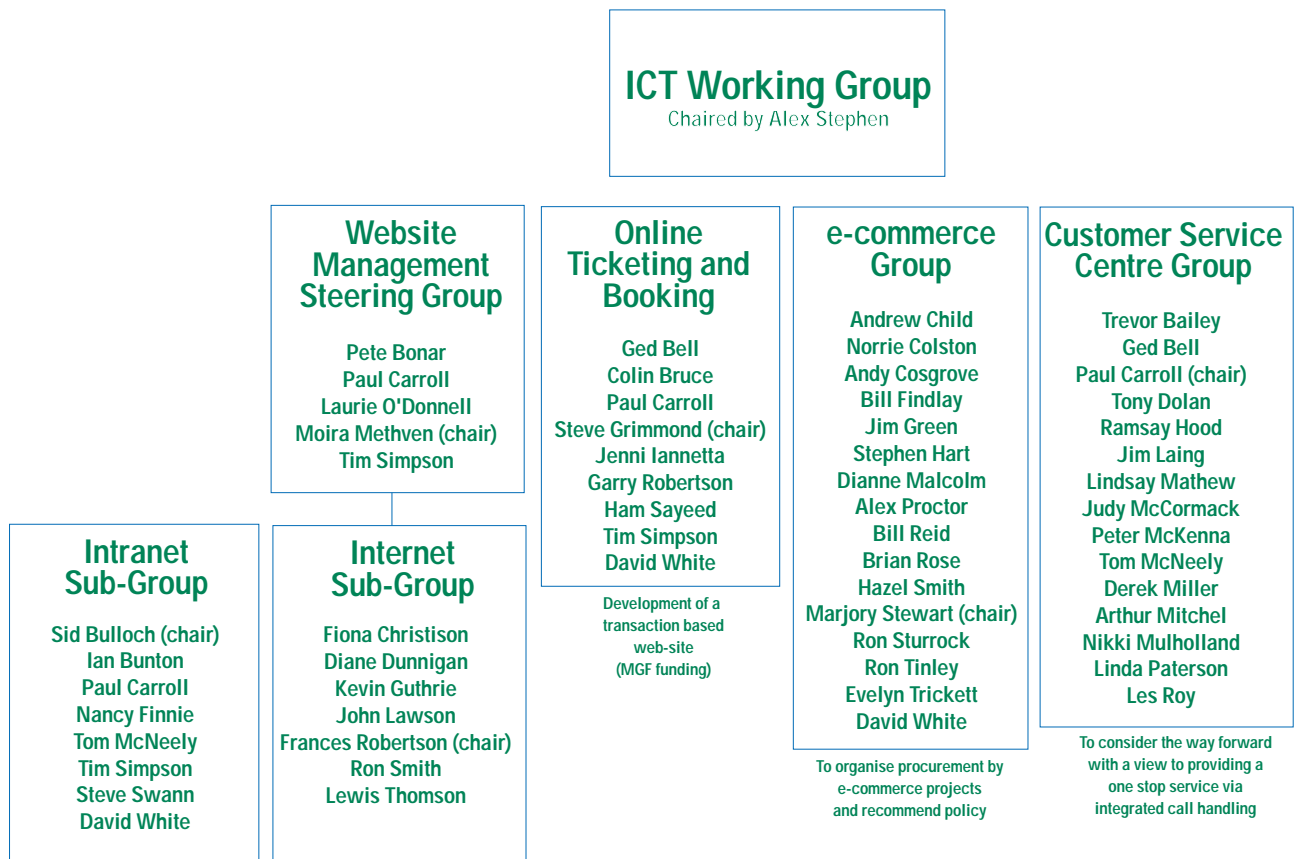 ICT Working Group
Chaired by Alex Stephen
Website
Management
Steering Group
Pete Bonar
Paul Carroll
Laurie O'Donnell
Moira Methven (chair)
Tim Simpson
Online
Ticketing and
Booking
Ged Bell
Colin Bruce
Paul Carroll
Steve Grimmond (chair)
Jenni Iannetta
Garry Robertson
Ham Sayeed
Tim Simpson
David White
Development of a
transaction based
web-site
(MGF funding)
e-commerce
Group
Andrew Child
Norrie Colston
Andy Cosgrove
Bill Findlay
Jim Green
Stephen Hart
Dianne Malcolm
Alex Proctor
Bill Reid
Brian Rose
Hazel Smith
Marjory Stewart (chair)
Ron Sturrock
Ron Tinley
Evelyn Trickett
David White
To organise procurement by
e-commerce projects
and recommend policy
Customer Service
Centre Group
Trevor Bailey
Ged Bell
Paul Carroll (chair)
Tony Dolan
Ramsay Hood
Jim Laing
Lindsay Mathew
Judy McCormack
Peter McKenna
Tom McNeely
Derek Miller
Arthur Mitchel
Nikki Mulholland
Linda Paterson
Les Roy
To consider the way forward
with a view to providing a
one stop service via
integrated call handling
Intranet
Sub-Group
Sid Bulloch (chair)
Ian Bunton
Paul Carroll
Nancy Finnie
Tom McNeely
Tim Simpson
Steve Swann
David White
Internet
Sub-Group
Fiona Christison
Diane Dunnigan
Kevin Guthrie
John Lawson
Frances Robertson (chair)
Ron Smith
Lewis Thomson